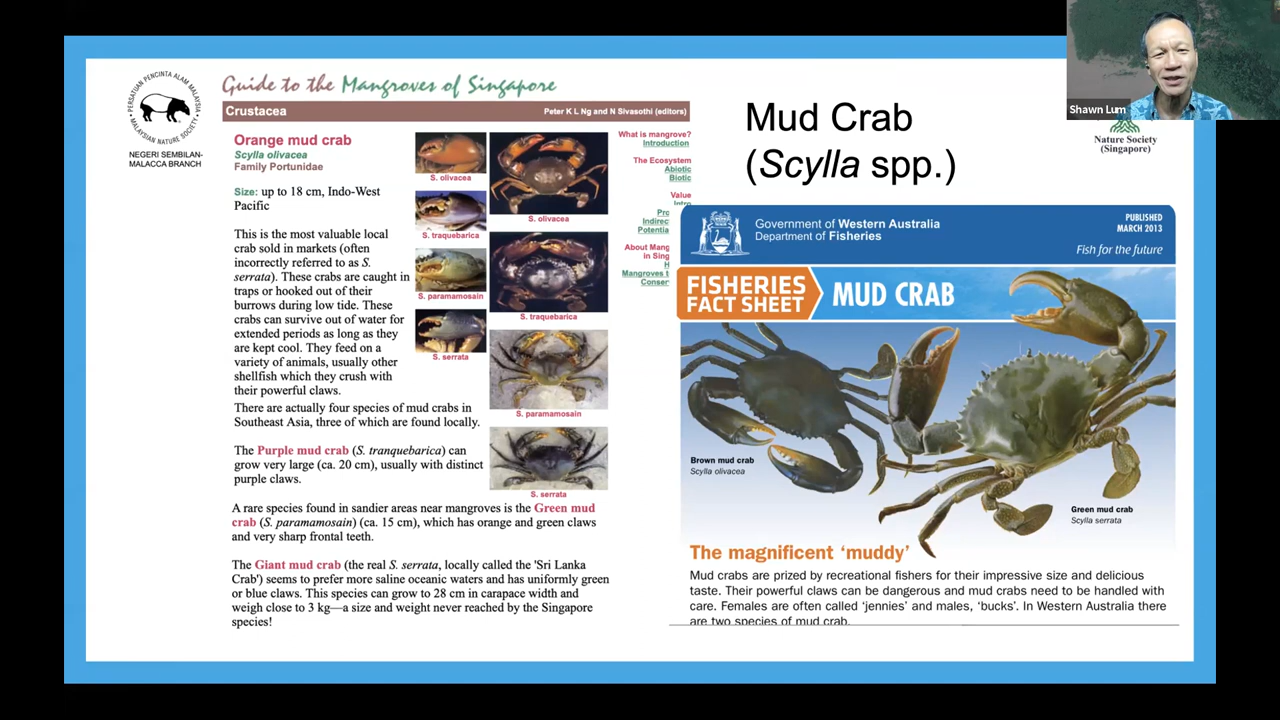 Shawn Lum
PERSATUAN PENCINTA ALAM MALAYSIA
MALAYSIAN NATURE SOCIETY
NEGERI SEMBILAN-
MALACCA BRANCH
Guide to the Mangroves of Singapore
Crustacea
Peter K L Ng and N Sivasothi (editors)
Orange mud crab
Scylla olivacea
Family Portunidae
Size: up to 18 cm, Indo-West
Pacific
This is the most valuable local
crab sold in markets (often
incorrectly referred to as S.
serrata). These crabs are caught in
traps or hooked out of their
burrows during low tide. These
crabs can survive out of water for
extended periods as long as they
are kept cool. They feed on a
variety of animals, usually other
shellfish which they crush with
their powerful claws.
There are actually four species of mud crabs in
Southeast Asia, three of which are found locally.
The Purple mud crab (S. tranquebarica) can
grow very large (ca. 20 cm), usually with distinct
purple claws.
A rare species found in sandier areas near mangroves is the Green mud
crab (S. paramamosain) (ca. 15 cm), which has orange and green claws
and very sharp frontal teeth.
The Giant mud crab (the real S. serrata, locally called the 'Sri Lanka
Crab') seems to prefer more saline oceanic waters and has uniformly green
or blue claws. This species can grow to 28 cm in carapace width and
weigh close to 3 kg—a size and weight never reached by the Singapore
species!
S. olivacea
S. traquebarica
S. paramamosain
S. serrata
S. olivacea
S. traquebarica
S. paramamosain
S. serrata
What is mangrove?
Introduction
The Ecosystem
Abiotic
Biotic
Value
Intro
Pro
Indirec
Potentia
About Mang
in Sing
H
Mangroves t
Conser
Mud Crab
(Scylla spp.)
Nature Society
(Singapore)
Government of Western Australia
Department of Fisheries
PUBLISHED
MARCH 2013
Fish for the future
FISHERIES
FACT SHEET
MUD CRAB
Brown mud crab
Scylla olivacea
Green mud crab
Scylla serrata
The magnificent ‘muddy’
Mud crabs are prized by recreational fishers for their impressive size and delicious
taste. Their powerful claws can be dangerous and mud crabs need to be handled with
care. Females are often called ‘jennies’ and males, ‘bucks’. In Western Australia there
are two species of mud crab.